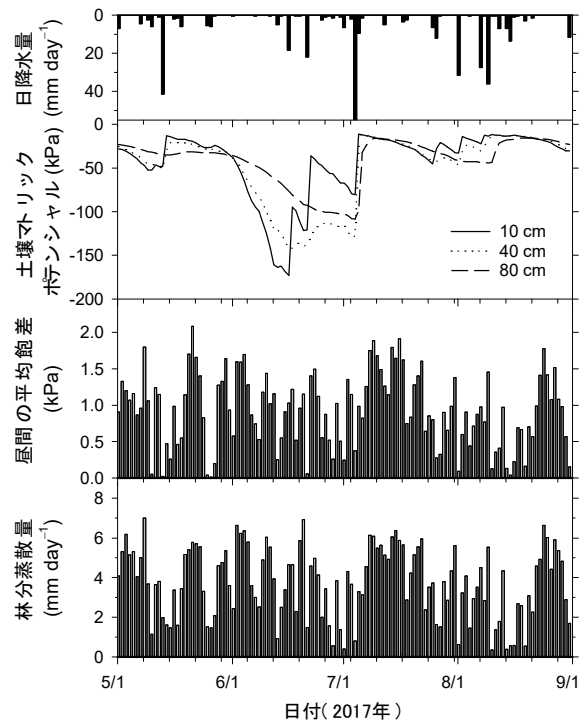 日降水量
(mm day⁻¹)
0
20
40
土壌マトリック
ポテンシャル (kPa)
0
-50
-100
-150
-200
10 cm
40 cm
80 cm
昼間の平均飽差
(kPa)
2.0
1.5
1.0
0.5
0.0
林分蒸散量
(mm day⁻¹)
8
6
4
2
0
5/1 6/1 7/1 8/1 9/1
日付(2017年)